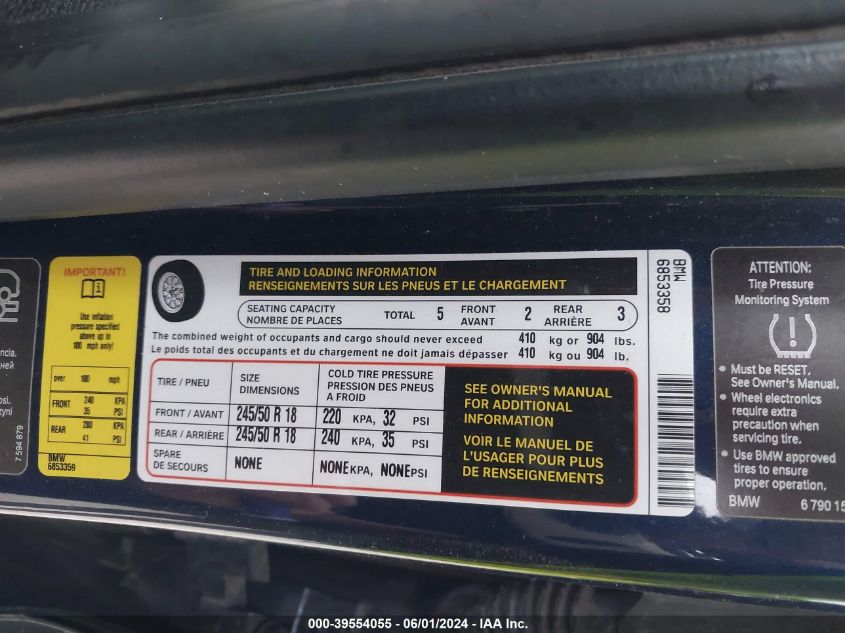 ncia.
ней
osi.
zyni
7 594 879
IMPORTANT!
i
Use inflation
pressure specified
above up to
100 mph only!
over 100 mph
FRONT 240 KPA
35 PSI
REAR 280 KPA
41 PSI
BMW
6853359
TIRE AND LOADING INFORMATION
RENSEIGNEMENTS SUR LES PNEUS ET LE CHARGEMENT
SEATING CAPACITY
NOMBRE DE PLACES
TOTAL 5
FRONT
AVANT
2
REAR
ARRIÈRE
3
The combined weight of occupants and cargo should never exceed 410 kg or 904 lbs.
Le poids total des occupants et du chargement ne doit jamais dépasser 410 kg ou 904 lb.
TIRE / PNEU
SIZE
DIMENSIONS
COLD TIRE PRESSURE
PRESSION DES PNEUS
A FROID
FRONT / AVANT 245/50 R 18 220 KPA, 32 PSI
REAR / ARRIÈRE 245/50 R 18 240 KPA, 35 PSI
SPARE
DE SECOURS
NONE NONE KPA, NONE PSI
SEE OWNER'S MANUAL
FOR ADDITIONAL
INFORMATION
VOIR LE MANUEL DE
L'USAGER POUR PLUS
DE RENSEIGNEMENTS
BMW
6853358
ATTENTION:
Tire Pressure
Monitoring System
• Must be RESET.
See Owner's Manual.
• Wheel electronics
require extra
precaution when
servicing tire.
• Use BMW approved
tires to ensure
proper operation.
BMW 6 790 15
000-39554055 - 06/01/2024 - IAA Inc.